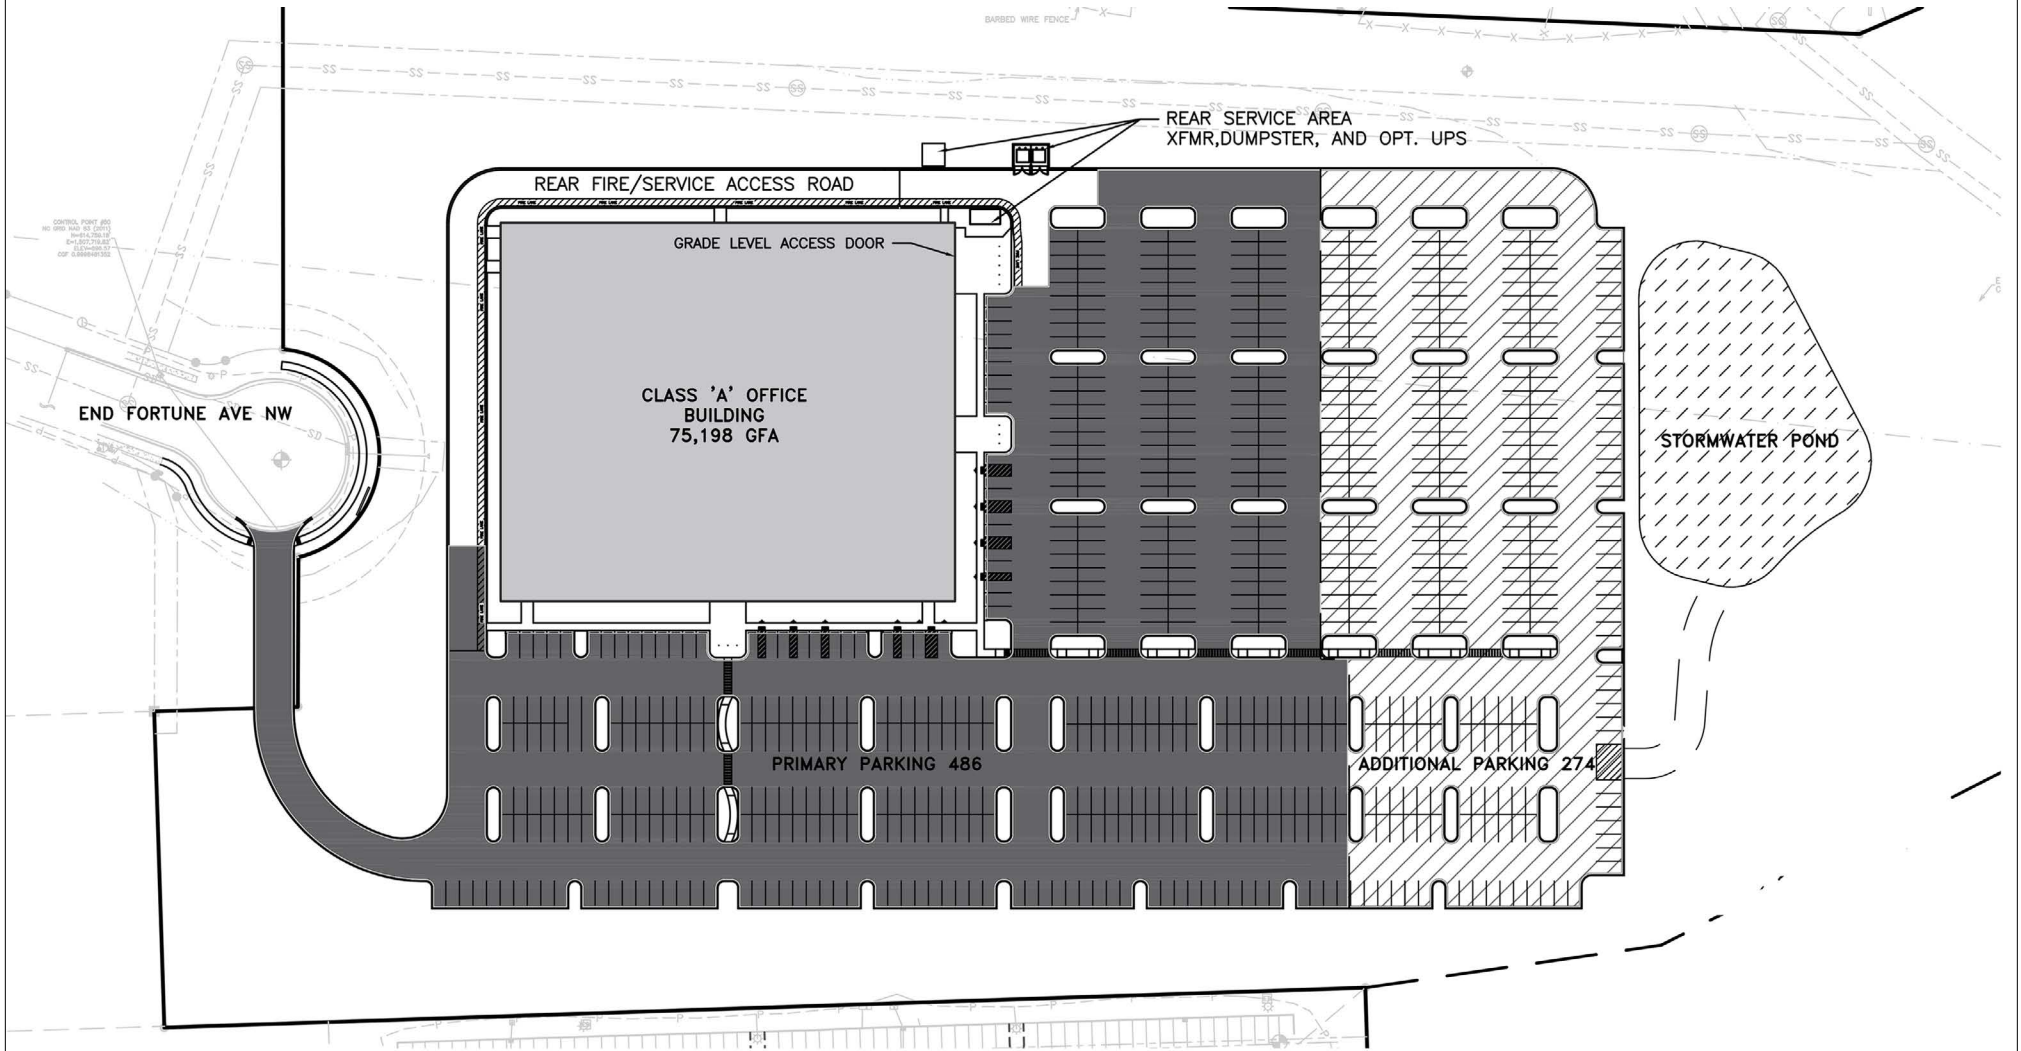 BARBED WIRE FENCE
REAR SERVICE AREA
XFMR,DUMPSTER, AND OPT. UPS
REAR FIRE/SERVICE ACCESS ROAD
GRADE LEVEL ACCESS DOOR
CLASS 'A' OFFICE
BUILDING
75,198 GFA
END FORTUNE AVE NW
STORMWATER POND
PRIMARY PARKING 486
ADDITIONAL PARKING 274